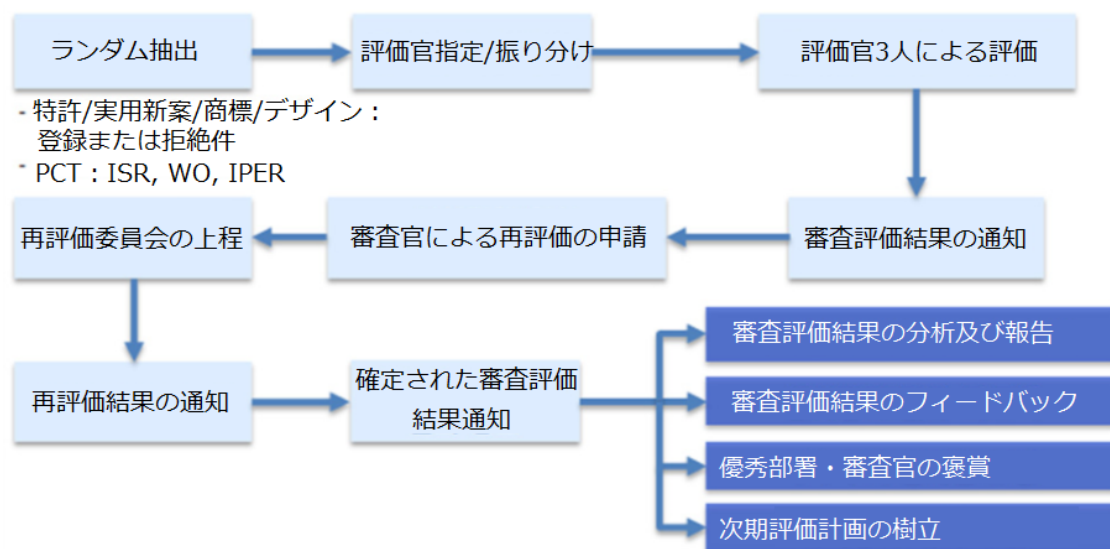 ランダム抽出
評価官指定/振り分け
評価官3人による評価
- 特許/実用新案/商標/デザイン：
登録または拒絶件
- PCT：ISR, WO, IPER
再評価委員会の上程
審査官による再評価の申請
審査評価結果の通知
再評価結果の通知
確定された審査評価
結果通知
審査評価結果の分析及び報告
審査評価結果のフィードバック
優秀部署・審査官の褒賞
次期評価計画の樹立